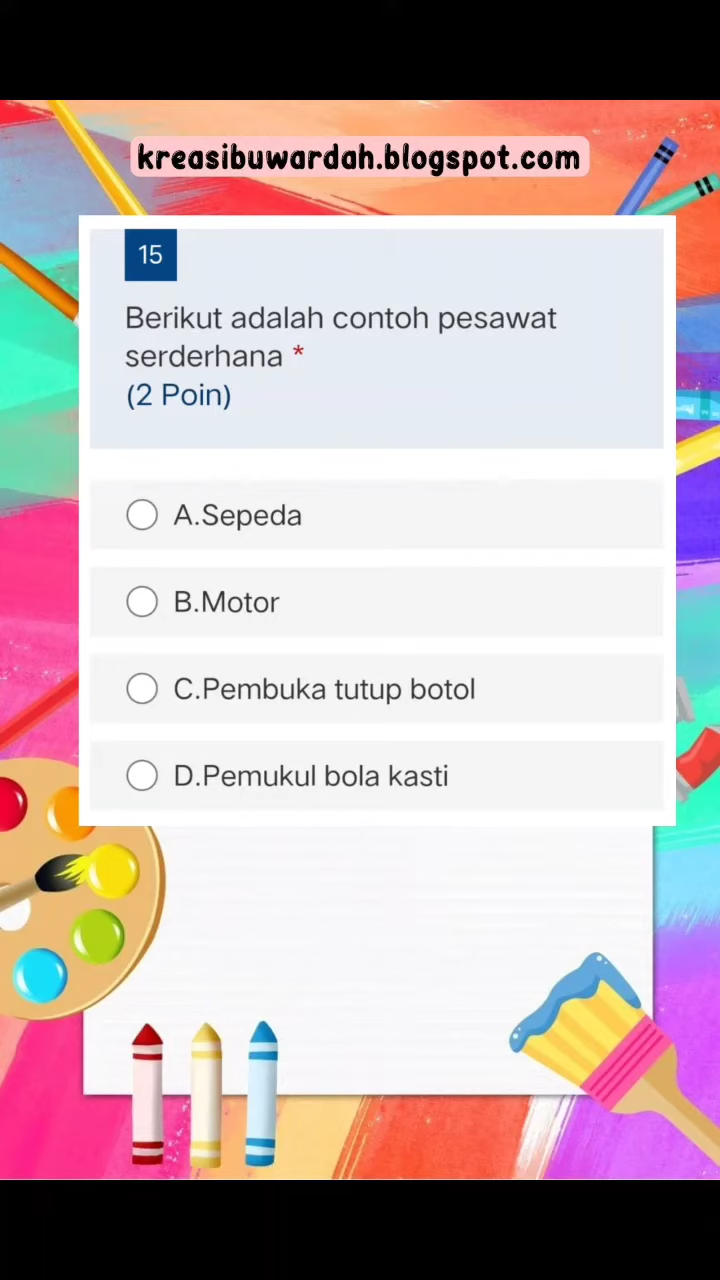 kreasibuwardah.blogspot.com
15
Berikut adalah contoh pesawat
serderhana *
(2 Poin)
A.Sepeda
B.Motor
C.Pembuka tutup botol
D.Pemukul bola kasti